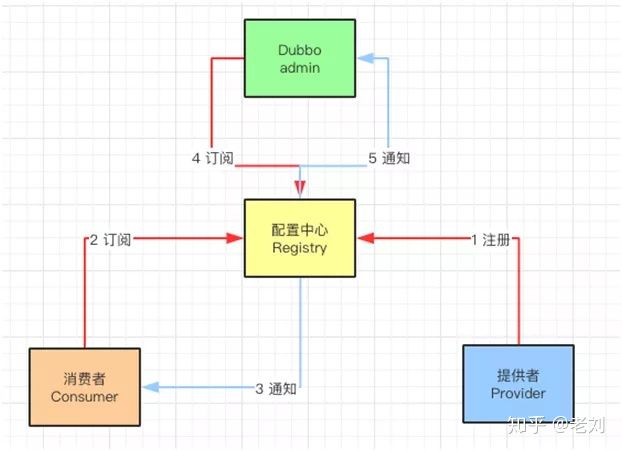 Dubbo
admin
4 订阅
5 通知
配置中心
Registry
2 订阅
1 注册
消费者
Consumer
3 通知
提供者
Provider
知乎 @老刘